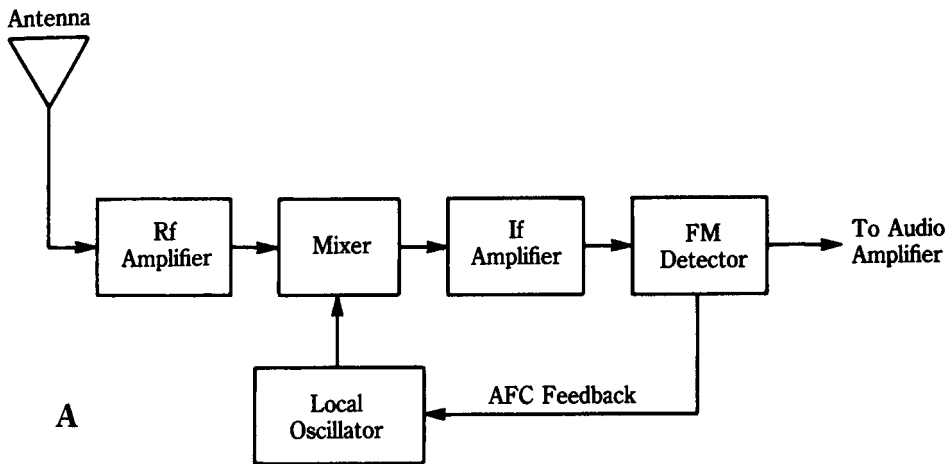 Antenna
Rf
Amplifier
Mixer
If
Amplifier
FM
Detector
To Audio
Amplifier
Local
Oscillator
AFC Feedback
A